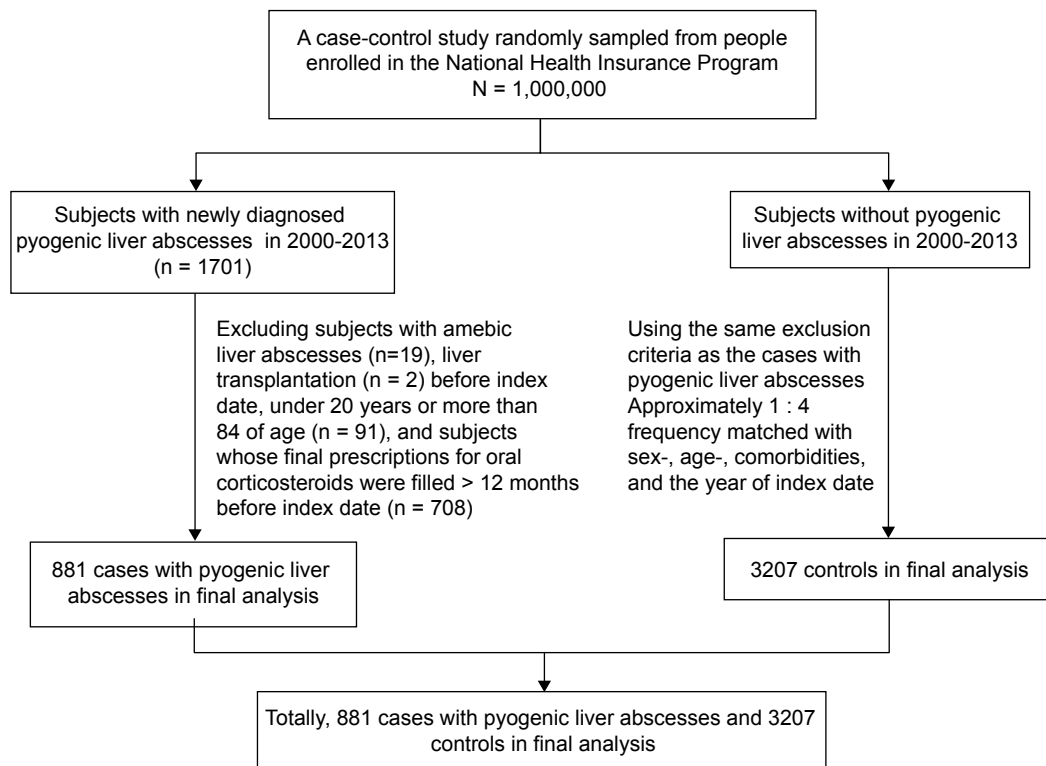 A case-control study randomly sampled from people
enrolled in the National Health Insurance Program
N = 1,000,000
Subjects with newly diagnosed
pyogenic liver abscesses in 2000-2013
(n = 1701)
Subjects without pyogenic
liver abscesses in 2000-2013
Excluding subjects with amebic
liver abscesses (n=19), liver
transplantation (n = 2) before index
date, under 20 years or more than
84 of age (n = 91), and subjects
whose final prescriptions for oral
corticosteroids were filled > 12 months
before index date (n = 708)
Using the same exclusion
criteria as the cases with
pyogenic liver abscesses
Approximately 1 : 4
frequency matched with
sex-, age-, comorbidities,
and the year of index date
881 cases with pyogenic liver
abscesses in final analysis
3207 controls in final analysis
Totally, 881 cases with pyogenic liver abscesses and 3207
controls in final analysis